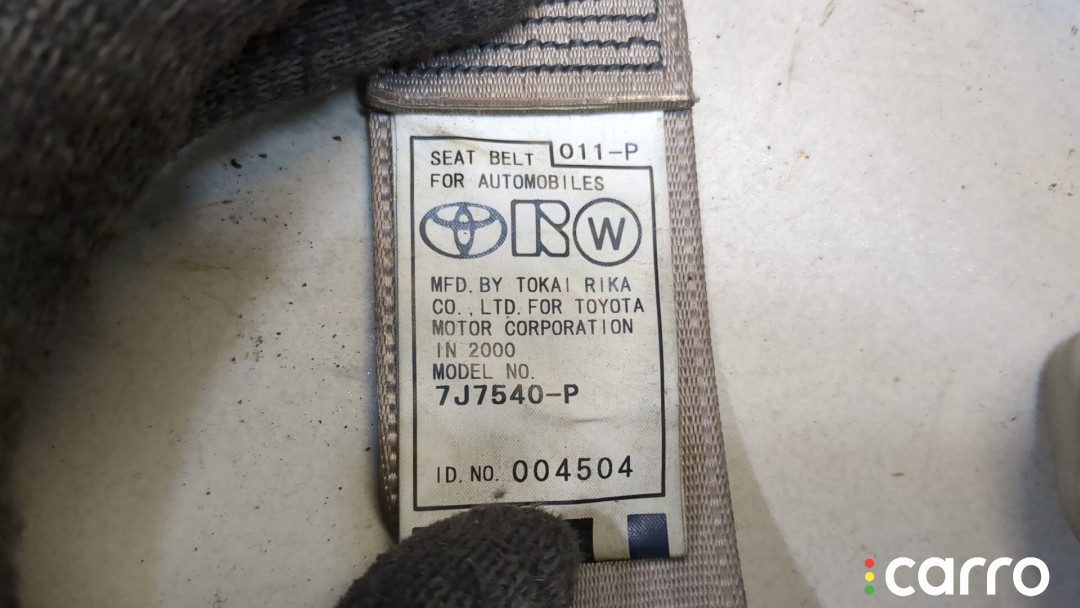 SEAT BELT 011-P
FOR AUTOMOBILES
R W
MFD. BY TOKAI RIKA
CO., LTD. FOR TOYOTA
MOTOR CORPORATION
IN 2000
MODEL NO.
7J7540-P
ID. NO. 004504
carro